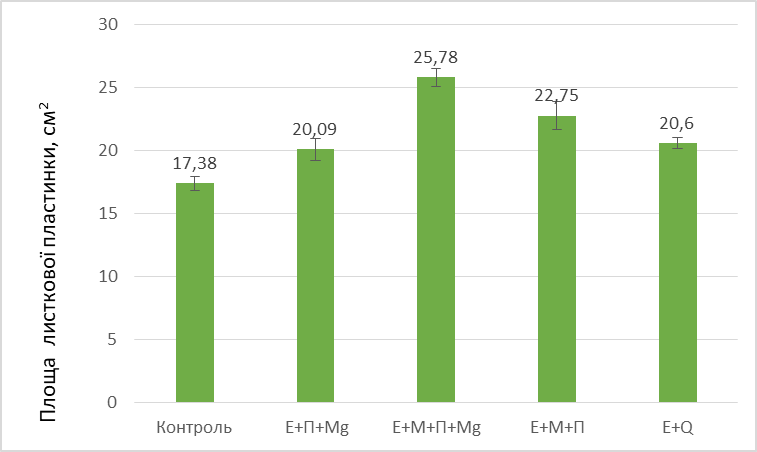 Площа листкової пластинки, см²
30
25
20
15
10
5
0
17,38
20,09
25,78
22,75
20,6
Контроль
Е+П+Mg
Е+М+П+Mg
Е+М+П
Е+Q